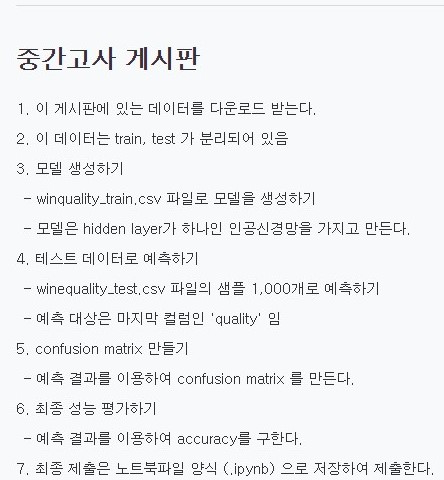 중간고사 게시판
1. 이 게시판에 있는 데이터를 다운로드 받는다.
2. 이 데이터는 train, test 가 분리되어 있음
3. 모델 생성하기
- winquality_train.csv 파일로 모델을 생성하기
- 모델은 hidden layer가 하나인 인공신경망을 가지고 만든다.
4. 테스트 데이터로 예측하기
- winequality_test.csv 파일의 샘플 1,000개로 예측하기
- 예측 대상은 마지막 컬럼인 'quality' 임
5. confusion matrix 만들기
- 예측 결과를 이용하여 confusion matrix 를 만든다.
6. 최종 성능 평가하기
- 예측 결과를 이용하여 accuracy를 구한다.
7. 최종 제출은 노트북파일 양식 (.ipynb) 으로 저장하여 제출한다.